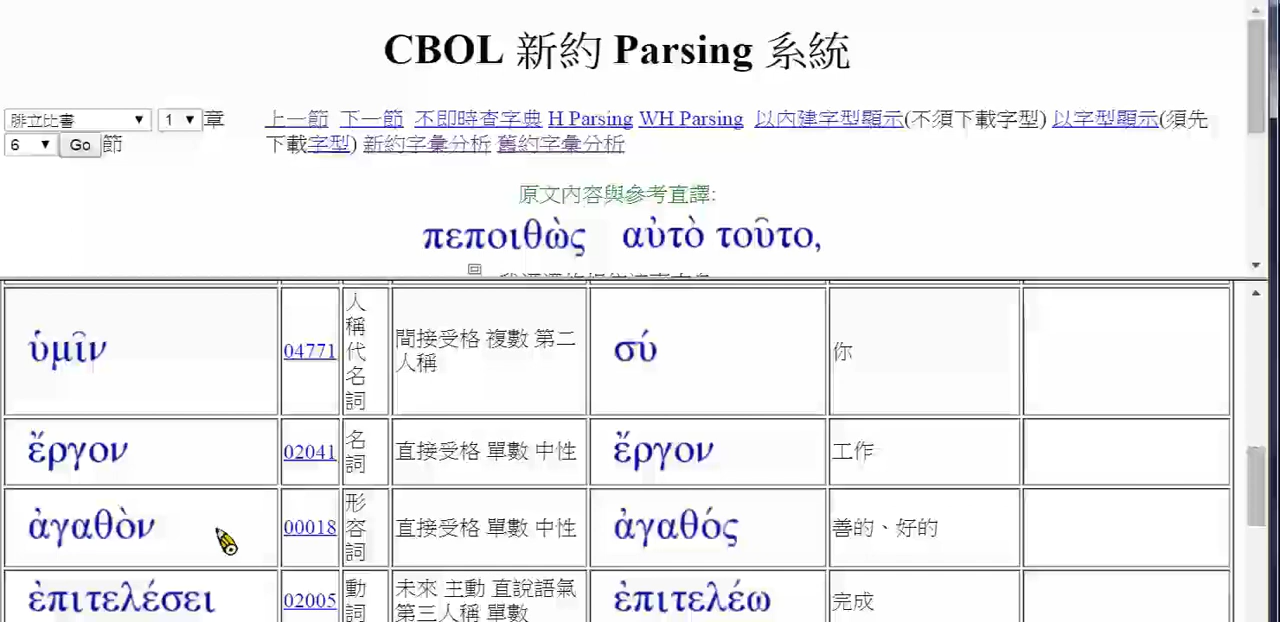 CBOL 新約 Parsing 系統
腓立比書 1 章 上一節 下一節 不即時查字典 H Parsing WH Parsing 以內建字型顯示(不須下載字型) 以字型顯示(須先
6 Go 節 下載字型) 新約字彙分析 舊約字彙分析
原文內容與參考直譯:
πεποιθὼς αὐτὸ τοῦτο,
ὑμῖν 04771 人稱代名詞 間接受格 複數 第二人稱 σύ 你
ἔργον 02041 名詞 直接受格 單數 中性 ἔργον 工作
ἀγαθὸν 00018 形容詞 直接受格 單數 中性 ἀγαθός 善的、好的
ἐπιτελέσει 02005 動詞 未來 主動 直說語氣 第三人稱 單數 ἐπιτελέω 完成